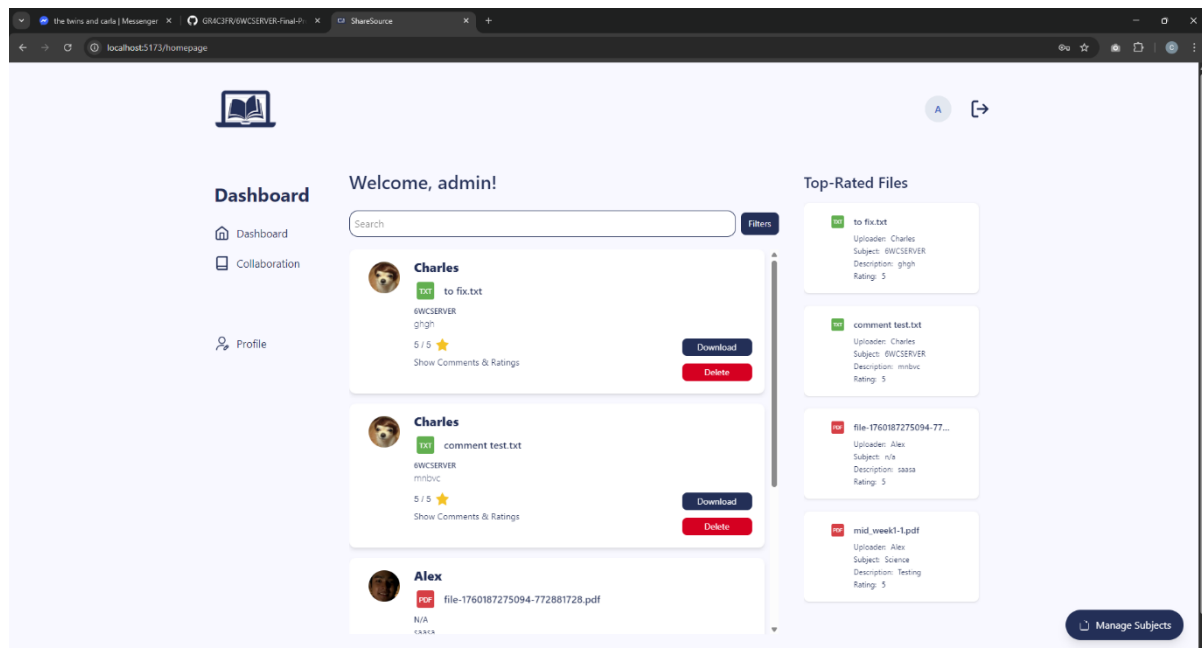 the twins and carla | Messenger
GR4C3FR/6WCSERVER-Final-Pr
ShareSource
localhost:5173/homepage
C
A
Dashboard
Dashboard
Collaboration
Profile
Welcome, admin!
Search
Filters
Charles
TXT to fix.txt
6WCSERVER
ghgh
5 / 5
Show Comments & Ratings
Download
Delete
Charles
TXT comment test.txt
6WCSERVER
mnbvc
5 / 5
Show Comments & Ratings
Download
Delete
Alex
PDF file-1760187275094-772881728.pdf
N/A
saasa
Top-Rated Files
TXT to fix.txt
Uploader: Charles
Subject: 6WCSERVER
Description: ghgh
Rating: 5
TXT comment test.txt
Uploader: Charles
Subject: 6WCSERVER
Description: mnbvc
Rating: 5
PDF file-1760187275094-77...
Uploader: Alex
Subject: n/a
Description: saasa
Rating: 5
PDF mid_week1-1.pdf
Uploader: Alex
Subject: Science
Description: Testing
Rating: 5
Manage Subjects